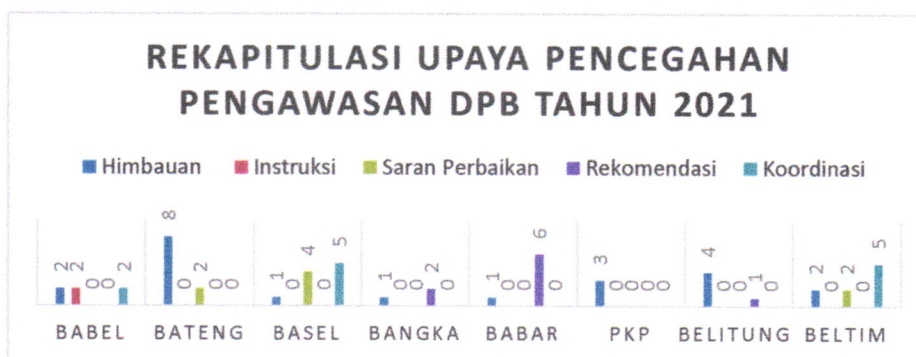 REKAPITULASI UPAYA PENCEGAHAN
PENGAWASAN DPB TAHUN 2021
Himbauan Instruksi Saran Perbaikan Rekomendasi Koordinasi
2 2 0 0 2 8 0 2 0 0 1 0 4 0 5 1 0 0 2 0 1 0 0 6 0 3 0 0 0 0 4 0 0 1 0 2 0 2 0 5
BABEL BATENG BASEL BANGKA BABAR PKP BELITUNG BELTIM